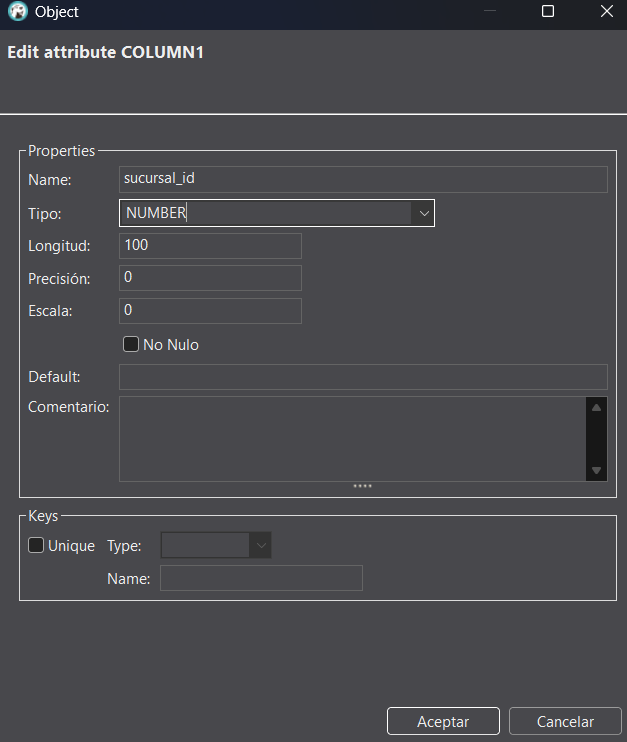 Object
Edit attribute COLUMN1
Properties
Name: sucursal_id
Tipo: NUMBER
Longitud: 100
Precisión: 0
Escala: 0
No Nulo
Default:
Comentario:
Keys
Unique Type:
Name:
Aceptar Cancelar